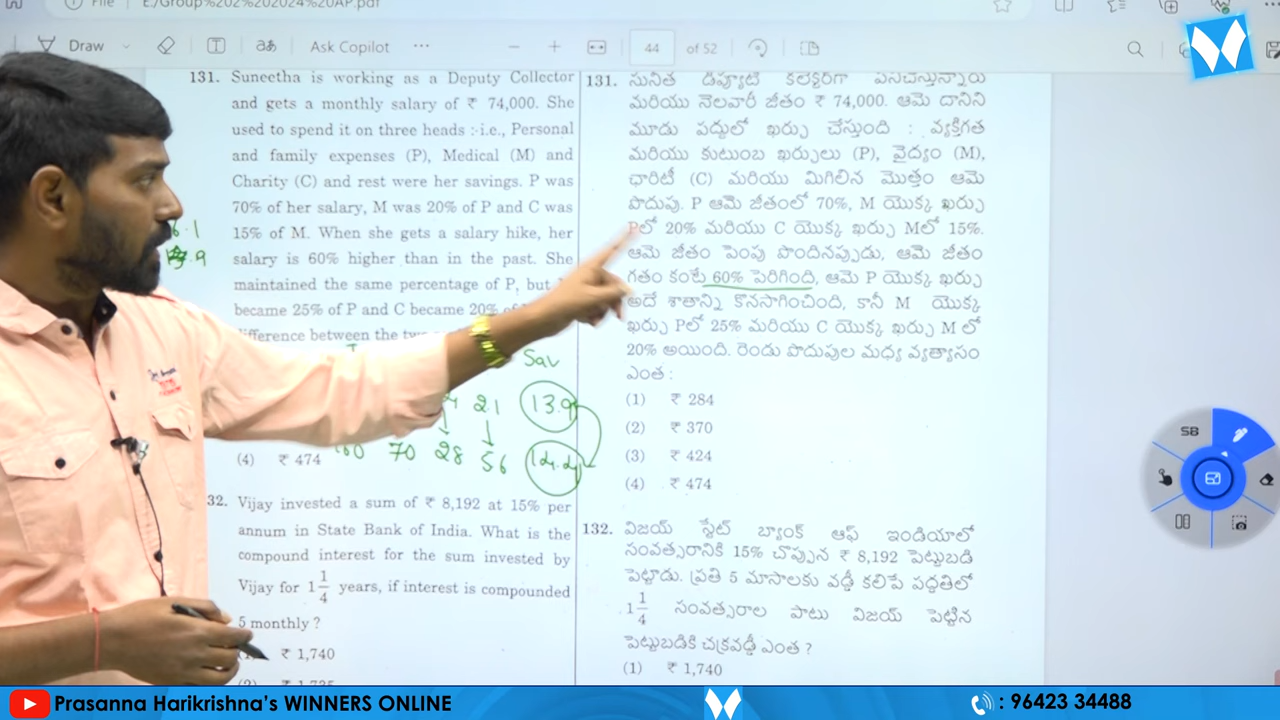 File E:/Group%202%202024%20AP.pdf
Draw
aあ
Ask Copilot
44 of 52
131. Suneetha is working as a Deputy Collector
and gets a monthly salary of ₹ 74,000. She
used to spend it on three heads :-i.e., Personal
and family expenses (P), Medical (M) and
Charity (C) and rest were her savings. P was
70% of her salary, M was 20% of P and C was
15% of M. When she gets a salary hike, her
salary is 60% higher than in the past. She
maintained the same percentage of P, but
became 25% of P and C became 20%
difference between the two
(4) ₹ 474
Sav
21 13.9
70 28 56
32. Vijay invested a sum of ₹ 8,192 at 15% per
annum in State Bank of India. What is the
compound interest for the sum invested by
Vijay for 1 1/4 years, if interest is compounded
5 monthly ?
₹ 1,740
131. సునిత డిప్యూటీ కలెక్టర్‌గా పనిచేస్తున్నారు
మరియు నెలవారీ జీతం ₹ 74,000. ఆమె దానిని
మూడు పద్దులలో ఖర్చు చేస్తుంది : వ్యక్తిగత
మరియు కుటుంబ ఖర్చులు (P), వైద్యం (M),
ఛారిటీ (C) మరియు మిగిలిన మొత్తం ఆమె
పొదుపు. P ఆమె జీతంలో 70%, M యొక్క ఖర్చు
Pలో 20% మరియు C యొక్క ఖర్చు Mలో 15%.
ఆమె జీతం పెంపు పొందినప్పుడు, ఆమె జీతం
గతం కంటే 60% పెరిగింది, ఆమె P యొక్క ఖర్చు
అదే శాతాన్ని కొనసాగించింది, కానీ M యొక్క
ఖర్చు Pలో 25% మరియు C యొక్క ఖర్చు M లో
20% అయింది. రెండు పొదుపుల మధ్య వ్యత్యాసం
ఎంత :
(1) ₹ 284
(2) ₹ 370
(3) ₹ 424
(4) ₹ 474
132. విజయ్ స్టేట్ బ్యాంక్ ఆఫ్ ఇండియాలో
సంవత్సరానికి 15% చొప్పున ₹ 8,192 పెట్టుబడి
పెట్టాడు. ప్రతి 5 మాసాలకు వడ్డీ కలిపే పద్ధతిలో
1 1/4 సంవత్సరాల పాటు విజయ్ పెట్టిన
పెట్టుబడికి చక్రవడ్డీ ఎంత ?
(1) ₹ 1,740
SB
Prasanna Harikrishna's WINNERS ONLINE
: 96423 34488